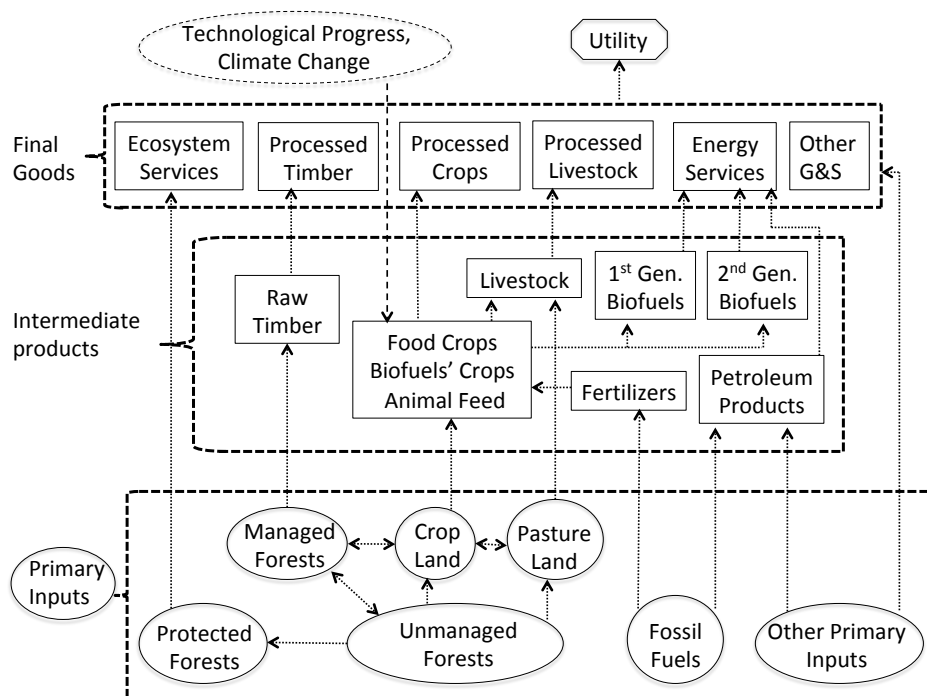 Technological Progress,
Climate Change
Utility
Final
Goods
Ecosystem
Services
Processed
Timber
Processed
Crops
Processed
Livestock
Energy
Services
Other
G&S
Intermediate
products
Raw
Timber
Livestock
1st Gen.
Biofuels
2nd Gen.
Biofuels
Food Crops
Biofuels’ Crops
Animal Feed
Fertilizers
Petroleum
Products
Primary
Inputs
Managed
Forests
Crop
Land
Pasture
Land
Protected
Forests
Unmanaged
Forests
Fossil
Fuels
Other Primary
Inputs